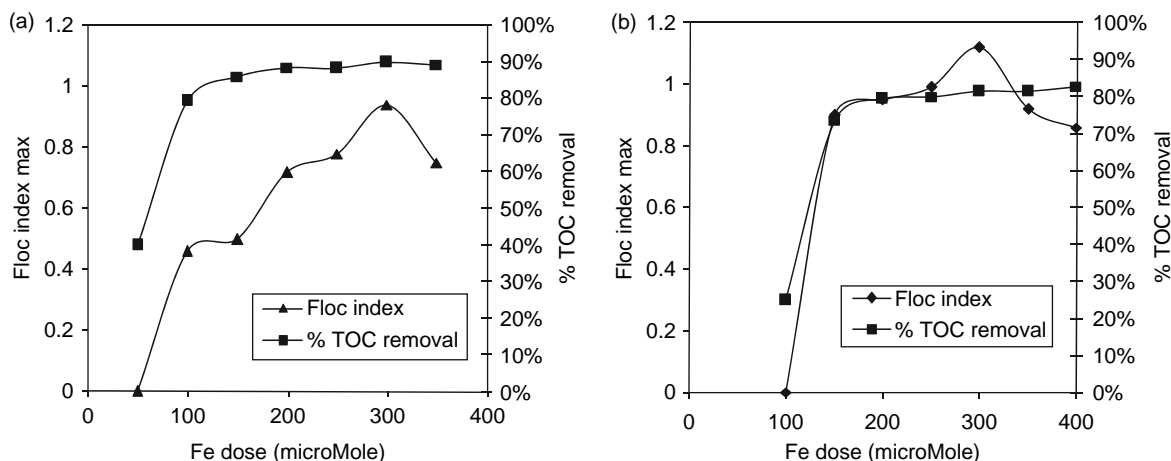 (a)
1.2
1
0.8
0.6
0.4
0.2
0
Floc index max
100%
90%
80%
70%
60%
50%
40%
30%
20%
10%
0%
% TOC removal
Floc index
% TOC removal
0 100 200 300 400
Fe dose (microMole)
(b)
1.2
1
0.8
0.6
0.4
0.2
0
Floc index max
100%
90%
80%
70%
60%
50%
40%
30%
20%
10%
0%
% TOC removal
Floc index
% TOC removal
0 100 200 300 400
Fe dose (microMole)